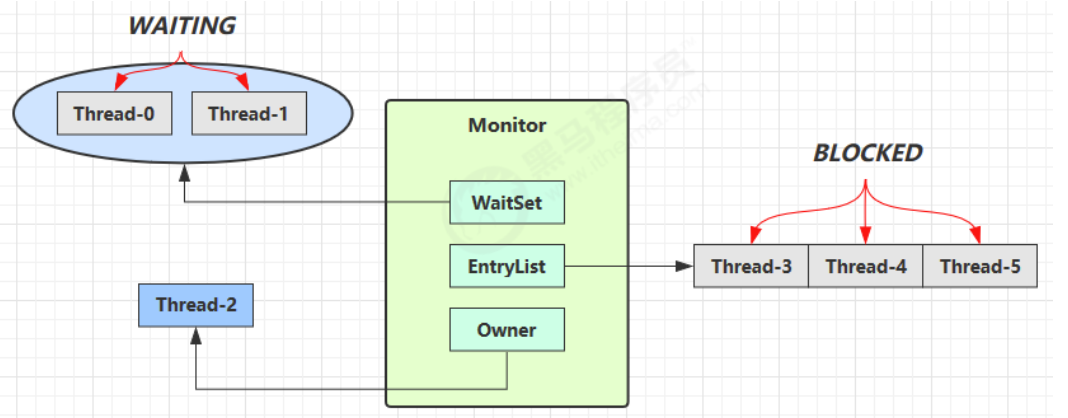 WAITING
Thread-0 Thread-1
Monitor
BLOCKED
WaitSet
EntryList
Thread-3 Thread-4 Thread-5
Thread-2
Owner
黑马程序员
www.itheima.com